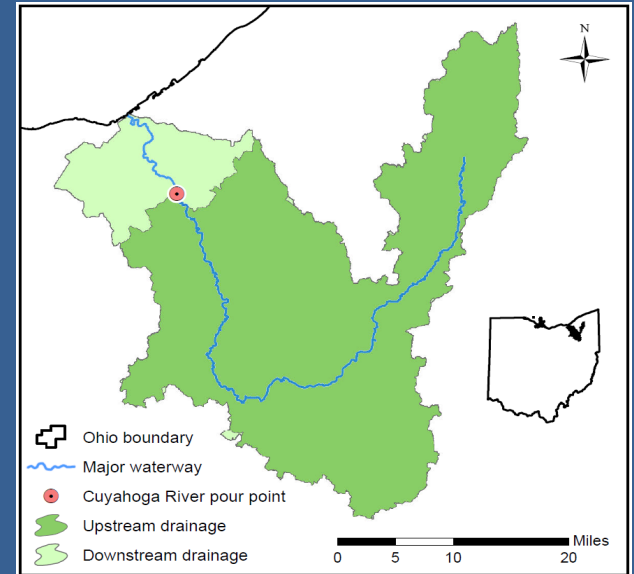 N
Ohio boundary
Major waterway
Cuyahoga River pour point
Upstream drainage
Downstream drainage
Miles
0 5 10 20